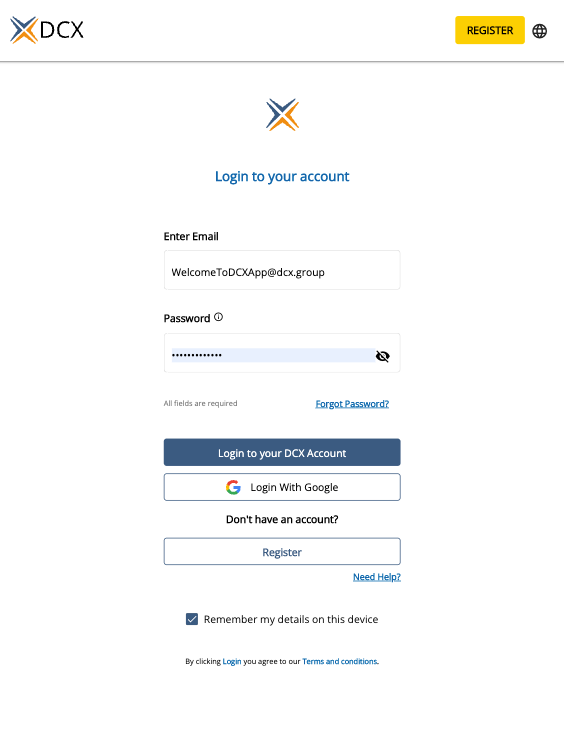 DCX
REGISTER
Login to your account
Enter Email
WelcomeToDCXApp@dcx.group
Password
•••••••••••••
All fields are required
Forgot Password?
Login to your DCX Account
Login With Google
Don't have an account?
Register
Need Help?
Remember my details on this device
By clicking Login you agree to our Terms and conditions.